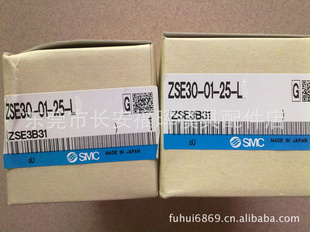 ZSE30-01-25-L
G
ZSE3B31
SMC
MADE IN JAPAN
ZSE30-01-25-L
G
ZSE3B31
SMC
MADE IN JAPAN
fuhui6869.cn.alibaba.com